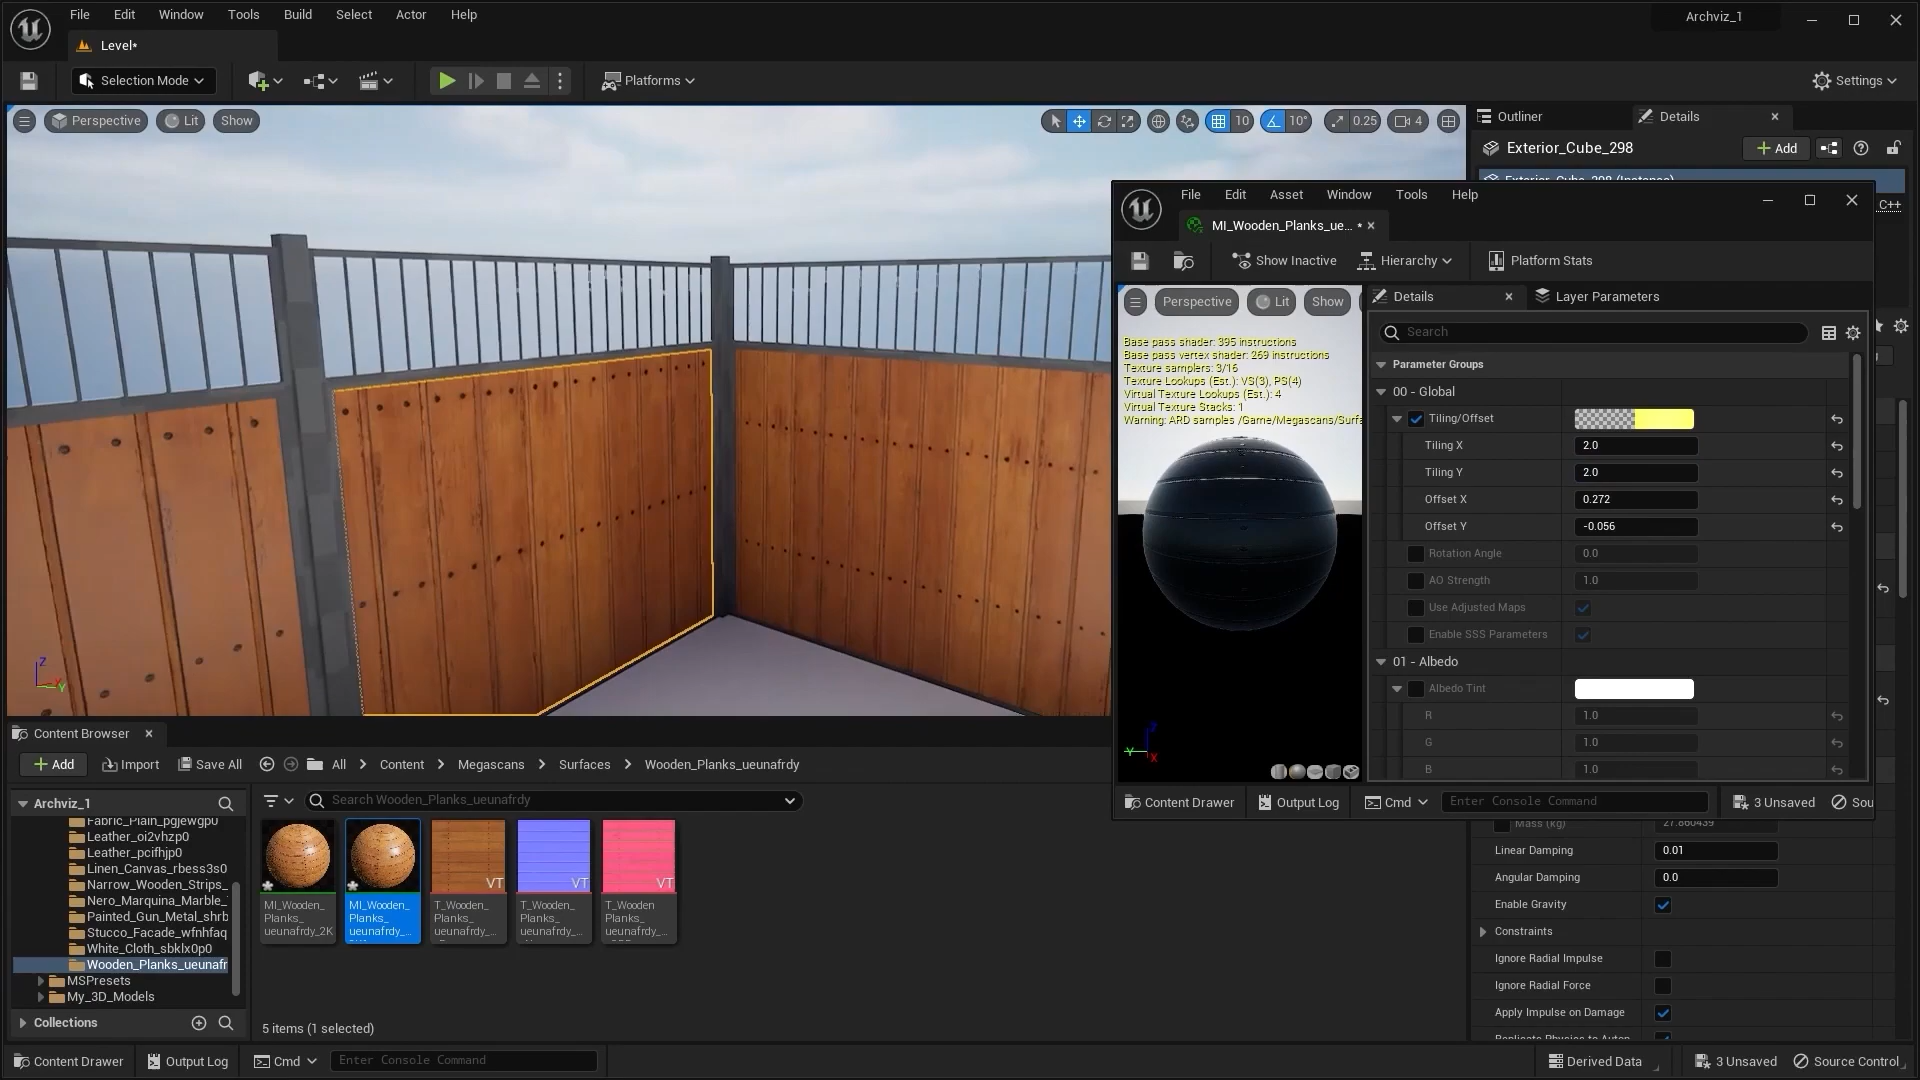 File Edit Window Tools Build Select Actor Help
Archviz_1
Level*
Selection Mode
Platforms
Settings
Perspective Lit Show
10 10° 0.25 4
Outliner Details
Exterior_Cube_298
Add
Exterior_Cube_298 (Instance)
C++
File Edit Asset Window Tools Help
MI_Wooden_Planks_ue... *
Show Inactive Hierarchy Platform Stats
Perspective Lit Show
Details Layer Parameters
Search
Base pass shader: 395 instructions
Base pass vertex shader: 269 instructions
Texture samplers: 3/16
Texture Lookups (Est.): VS(3), PS(4)
Virtual Texture Lookups (Est.): 4
Virtual Texture Stacks: 1
Warning: ARD samples /Game/Megascans/Surf
Parameter Groups
00 - Global
Tiling/Offset
Tiling X 2.0
Tiling Y 2.0
Offset X 0.272
Offset Y -0.056
Rotation Angle 0.0
AO Strength 1.0
Use Adjusted Maps
Enable SSS Parameters
01 - Albedo
Albedo Tint
R 1.0
G 1.0
B 1.0
Z
Y
X
Content Drawer Output Log Cmd Enter Console Command 3 Unsaved Sou
Z
Y
Content Browser
Add Import Save All All Content Megascans Surfaces Wooden_Planks_ueunafrdy
Archviz_1
Search Wooden_Planks_ueunafrdy
Fabric_Plain_pgjewgp0
Leather_oi2vhzp0
Leather_pcifhjp0
Linen_Canvas_rbess3s0
Narrow_Wooden_Strips_
Nero_Marquina_Marble_
Painted_Gun_Metal_shrb
Stucco_Facade_wfnhfaq
White_Cloth_sbklx0p0
Wooden_Planks_ueunafr
MSPresets
My_3D_Models
Collections
VT VT VT
MI_Wooden_
Planks_
ueunafrdy_2K
MI_Wooden_
Planks_
ueunafrdy_...
T_Wooden_
Planks_
ueunafrdy_...
T_Wooden_
Planks_
ueunafrdy_...
T_Wooden
Planks_
ueunafrdy_...
5 items (1 selected)
Mass (kg) 27.860439
Linear Damping 0.01
Angular Damping 0.0
Enable Gravity
Constraints
Ignore Radial Impulse
Ignore Radial Force
Apply Impulse on Damage
Replicate Physics to Auton
Content Drawer Output Log Cmd Enter Console Command
Derived Data 3 Unsaved Source Control